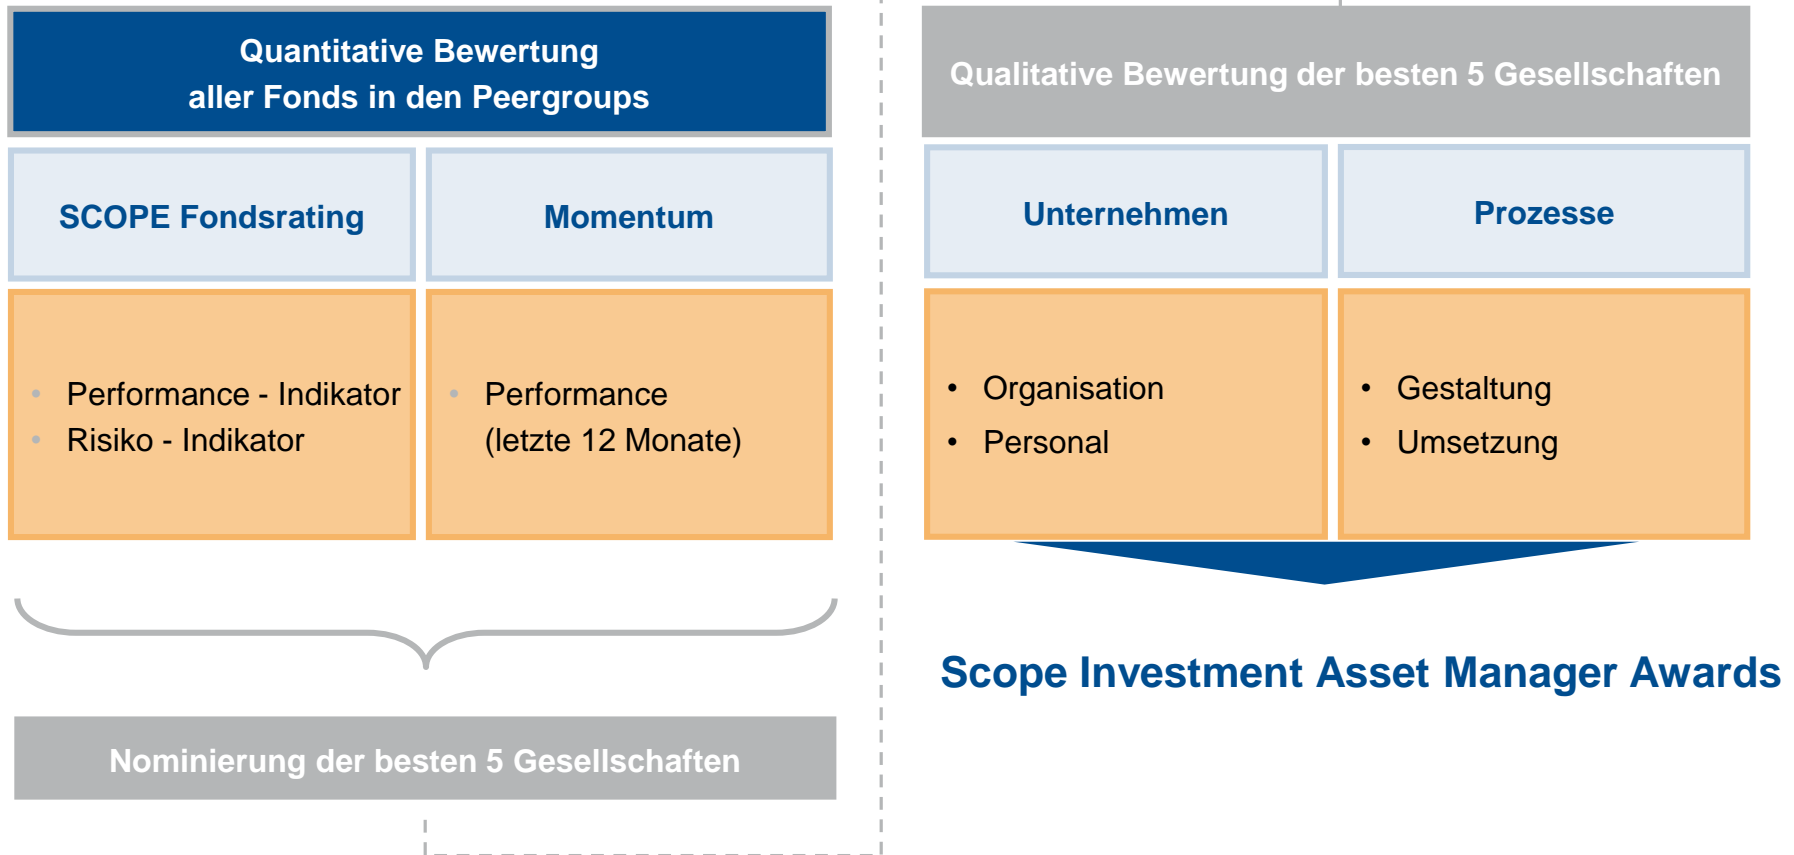 Quantitative Bewertung
aller Fonds in den Peergroups
SCOPE Fondsrating
Momentum
• Performance - Indikator
• Risiko - Indikator
• Performance
(letzte 12 Monate)
Nominierung der besten 5 Gesellschaften
Qualitative Bewertung der besten 5 Gesellschaften
Unternehmen
Prozesse
• Organisation
• Personal
• Gestaltung
• Umsetzung
Scope Investment Asset Manager Awards